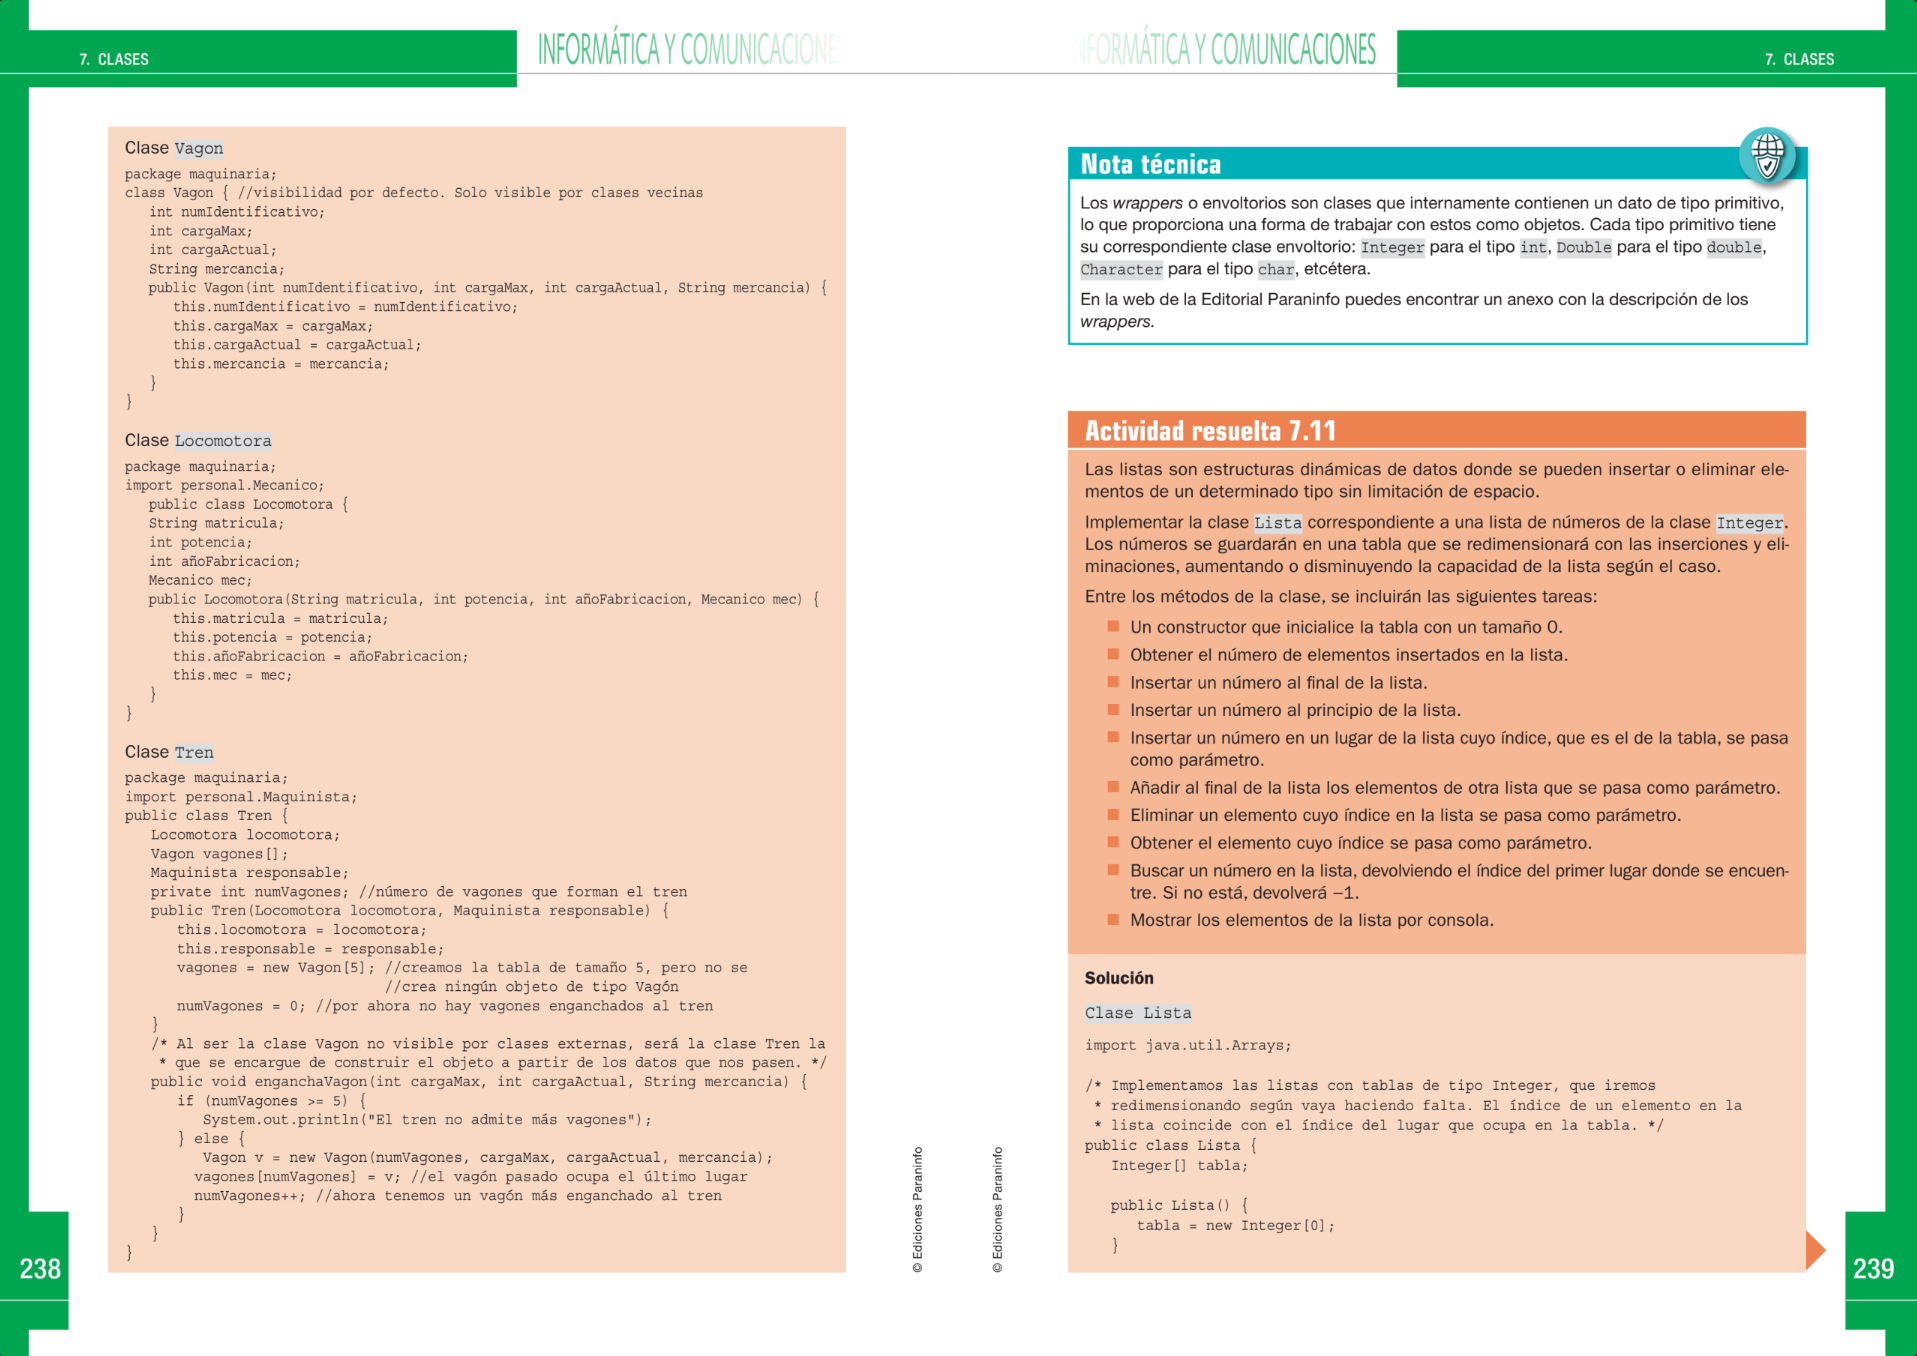 7. CLASES
INFORMÁTICA Y COMUNICACIONES
Clase Vagon
package maquinaria;
class Vagon { //visibilidad por defecto. Solo visible por clases vecinas
int numIdentificativo;
int cargaMax;
int cargaActual;
String mercancia;
public Vagon(int numIdentificativo, int cargaMax, int cargaActual, String mercancia) {
this.numIdentificativo = numIdentificativo;
this.cargaMax = cargaMax;
this.cargaActual = cargaActual;
this.mercancia = mercancia;
}
}
Clase Locomotora
package maquinaria;
import personal.Mecanico;
public class Locomotora {
String matricula;
int potencia;
int añoFabricacion;
Mecanico mec;
public Locomotora(String matricula, int potencia, int añoFabricacion, Mecanico mec) {
this.matricula = matricula;
this.potencia = potencia;
this.añoFabricacion = añoFabricacion;
this.mec = mec;
}
}
Clase Tren
package maquinaria;
import personal.Maquinista;
public class Tren {
Locomotora locomotora;
Vagon vagones[];
Maquinista responsable;
private int numVagones; //número de vagones que forman el tren
public Tren(Locomotora locomotora, Maquinista responsable) {
this.locomotora = locomotora;
this.responsable = responsable;
vagones = new Vagon[5]; //creamos la tabla de tamaño 5, pero no se
//crea ningún objeto de tipo Vagón
numVagones = 0; //por ahora no hay vagones enganchados al tren
}
/* Al ser la clase Vagon no visible por clases externas, será la clase Tren la
* que se encargue de construir el objeto a partir de los datos que nos pasen. */
public void enganchaVagon(int cargaMax, int cargaActual, String mercancia) {
if (numVagones >= 5) {
System.out.println("El tren no admite más vagones");
} else {
Vagon v = new Vagon(numVagones, cargaMax, cargaActual, mercancia);
vagones[numVagones] = v; //el vagón pasado ocupa el último lugar
numVagones++; //ahora tenemos un vagón más enganchado al tren
}
}
}
© Ediciones Paraninfo
238
INFORMÁTICA Y COMUNICACIONES
7. CLASES
Nota técnica
Los wrappers o envoltorios son clases que internamente contienen un dato de tipo primitivo,
lo que proporciona una forma de trabajar con estos como objetos. Cada tipo primitivo tiene
su correspondiente clase envoltorio: Integer para el tipo int, Double para el tipo double,
Character para el tipo char, etcétera.
En la web de la Editorial Paraninfo puedes encontrar un anexo con la descripción de los
wrappers.
Actividad resuelta 7.11
Las listas son estructuras dinámicas de datos donde se pueden insertar o eliminar ele-
mentos de un determinado tipo sin limitación de espacio.
Implementar la clase Lista correspondiente a una lista de números de la clase Integer.
Los números se guardarán en una tabla que se redimensionará con las inserciones y eli-
minaciones, aumentando o disminuyendo la capacidad de la lista según el caso.
Entre los métodos de la clase, se incluirán las siguientes tareas:
■ Un constructor que inicialice la tabla con un tamaño 0.
■ Obtener el número de elementos insertados en la lista.
■ Insertar un número al final de la lista.
■ Insertar un número al principio de la lista.
■ Insertar un número en un lugar de la lista cuyo índice, que es el de la tabla, se pasa
como parámetro.
■ Añadir al final de la lista los elementos de otra lista que se pasa como parámetro.
■ Eliminar un elemento cuyo índice en la lista se pasa como parámetro.
■ Obtener el elemento cuyo índice se pasa como parámetro.
■ Buscar un número en la lista, devolviendo el índice del primer lugar donde se encuen-
tre. Si no está, devolverá –1.
■ Mostrar los elementos de la lista por consola.
Solución
Clase Lista
import java.util.Arrays;
/* Implementamos las listas con tablas de tipo Integer, que iremos
* redimensionando según vaya haciendo falta. El índice de un elemento en la
* lista coincide con el índice del lugar que ocupa en la tabla. */
public class Lista {
Integer[] tabla;
public Lista() {
tabla = new Integer[0];
}
© Ediciones Paraninfo
239